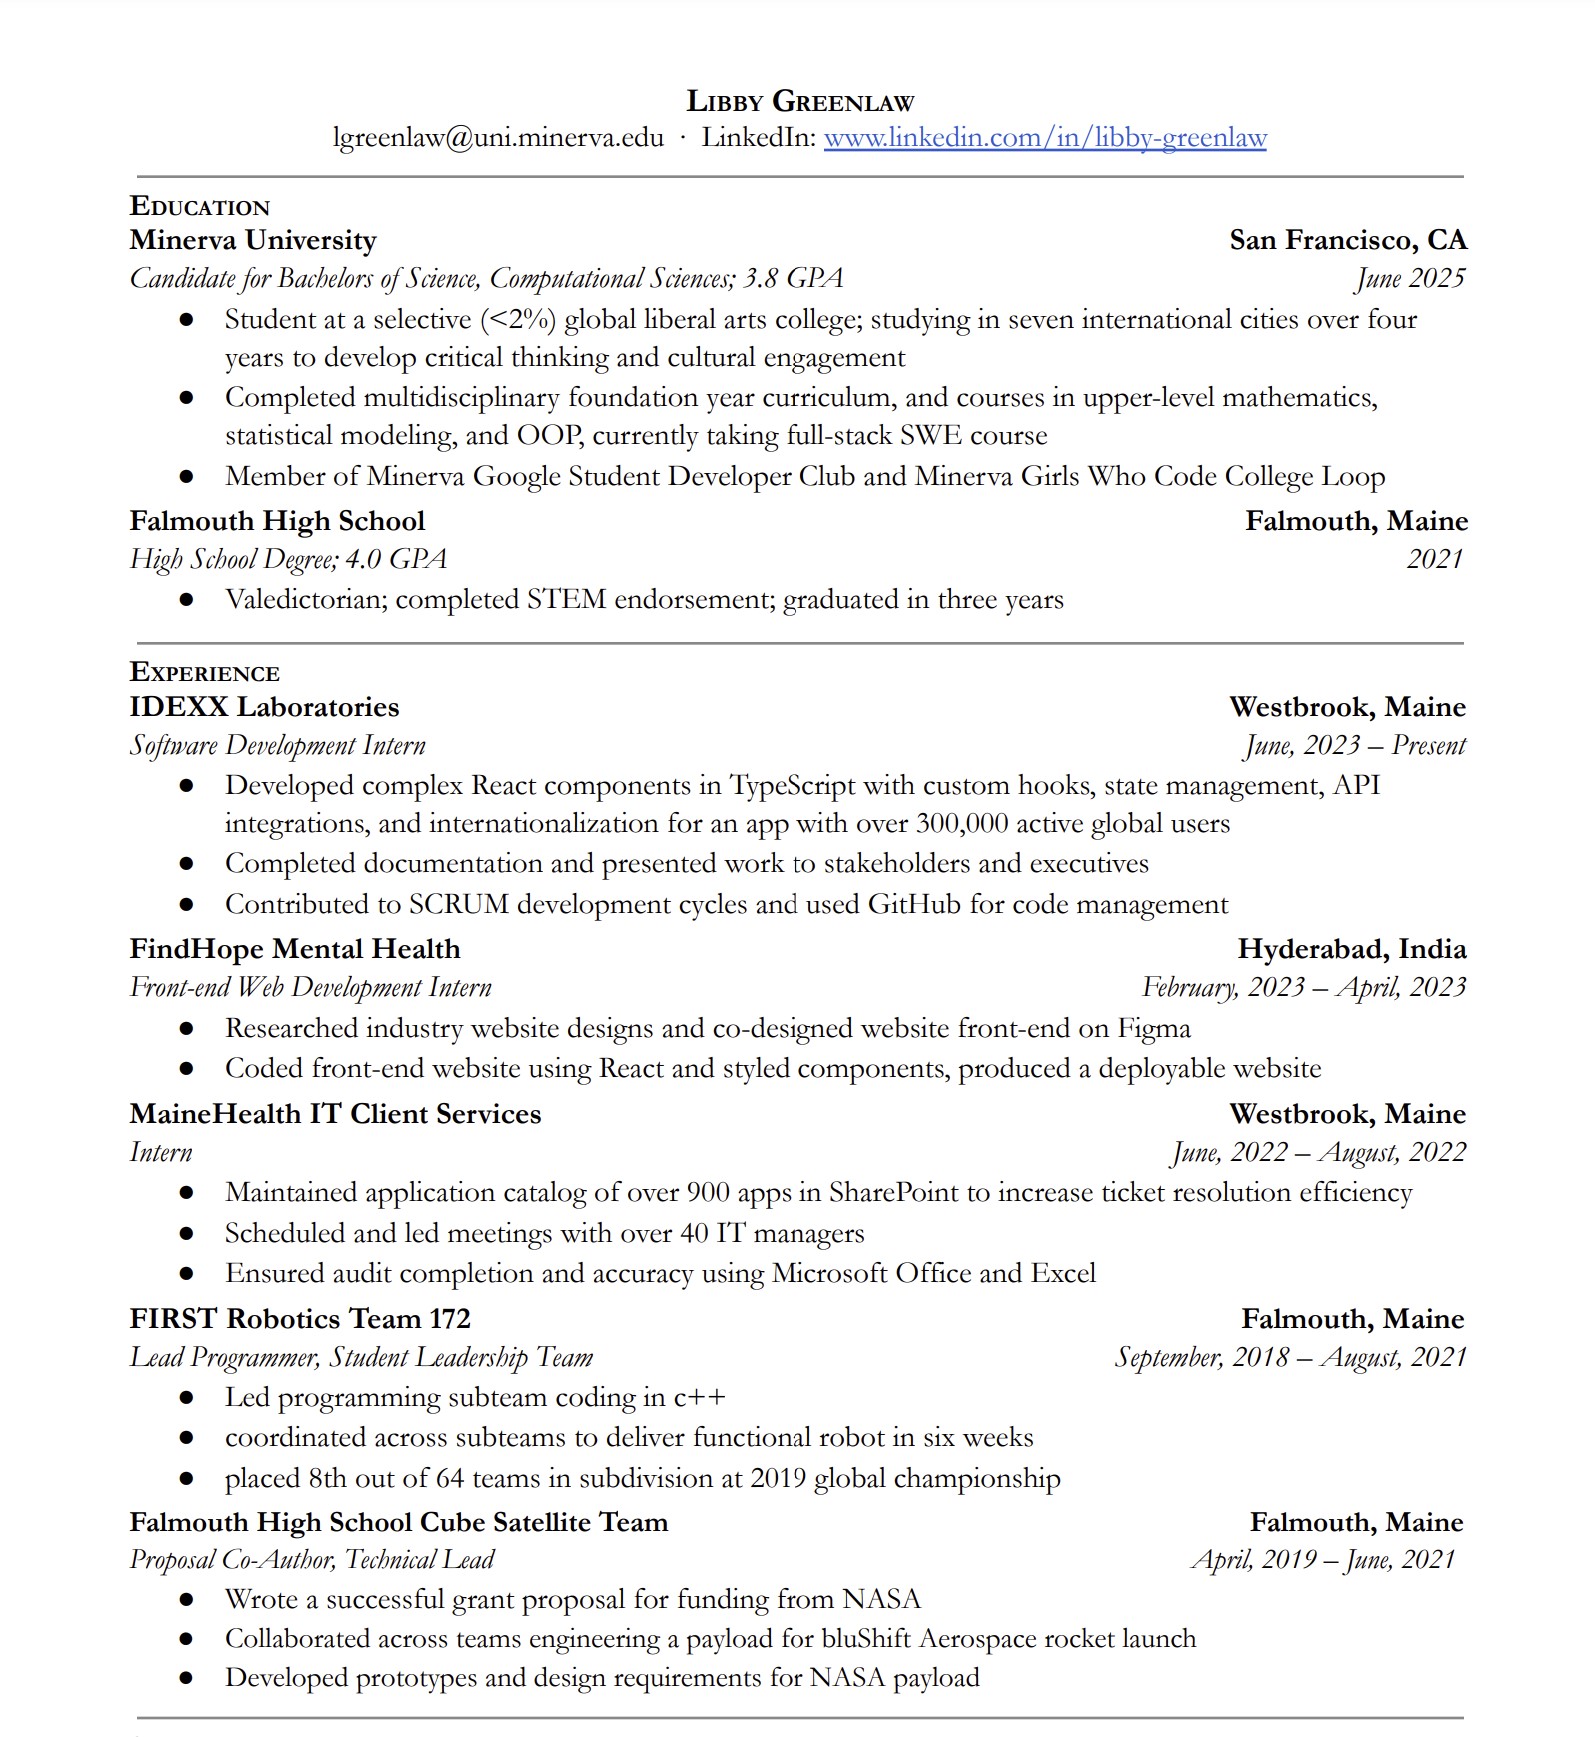 LIBBY GREENLAW
lgreenlaw@uni.minerva.edu · LinkedIn: www.linkedin.com/in/libby-greenlaw
EDUCATION
Minerva University San Francisco, CA
Candidate for Bachelors of Science, Computational Sciences; 3.8 GPA June 2025
● Student at a selective (<2%) global liberal arts college; studying in seven international cities over four
years to develop critical thinking and cultural engagement
● Completed multidisciplinary foundation year curriculum, and courses in upper-level mathematics,
statistical modeling, and OOP, currently taking full-stack SWE course
● Member of Minerva Google Student Developer Club and Minerva Girls Who Code College Loop
Falmouth High School Falmouth, Maine
High School Degree; 4.0 GPA 2021
● Valedictorian; completed STEM endorsement; graduated in three years
EXPERIENCE
IDEXX Laboratories Westbrook, Maine
Software Development Intern June, 2023 – Present
● Developed complex React components in TypeScript with custom hooks, state management, API
integrations, and internationalization for an app with over 300,000 active global users
● Completed documentation and presented work to stakeholders and executives
● Contributed to SCRUM development cycles and used GitHub for code management
FindHope Mental Health Hyderabad, India
Front-end Web Development Intern February, 2023 – April, 2023
● Researched industry website designs and co-designed website front-end on Figma
● Coded front-end website using React and styled components, produced a deployable website
MaineHealth IT Client Services Westbrook, Maine
Intern June, 2022 – August, 2022
● Maintained application catalog of over 900 apps in SharePoint to increase ticket resolution efficiency
● Scheduled and led meetings with over 40 IT managers
● Ensured audit completion and accuracy using Microsoft Office and Excel
FIRST Robotics Team 172 Falmouth, Maine
Lead Programmer, Student Leadership Team September, 2018 – August, 2021
● Led programming subteam coding in c++
● coordinated across subteams to deliver functional robot in six weeks
● placed 8th out of 64 teams in subdivision at 2019 global championship
Falmouth High School Cube Satellite Team Falmouth, Maine
Proposal Co-Author, Technical Lead April, 2019 – June, 2021
● Wrote a successful grant proposal for funding from NASA
● Collaborated across teams engineering a payload for bluShift Aerospace rocket launch
● Developed prototypes and design requirements for NASA payload